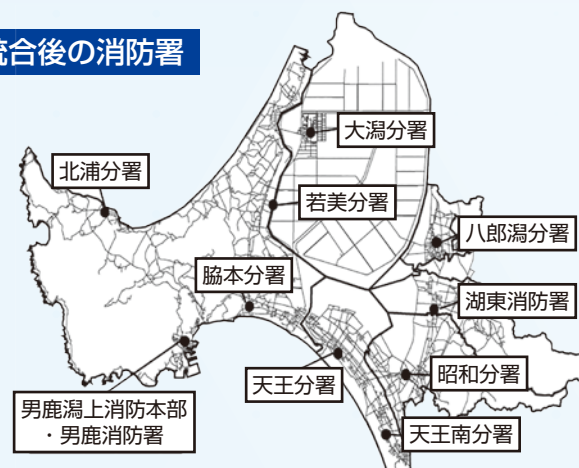 統合後の消防署
大潟分署
北浦分署
若美分署
八郎潟分署
脇本分署
湖東消防署
昭和分署
天王分署
男鹿潟上消防本部
・男鹿消防署
天王南分署